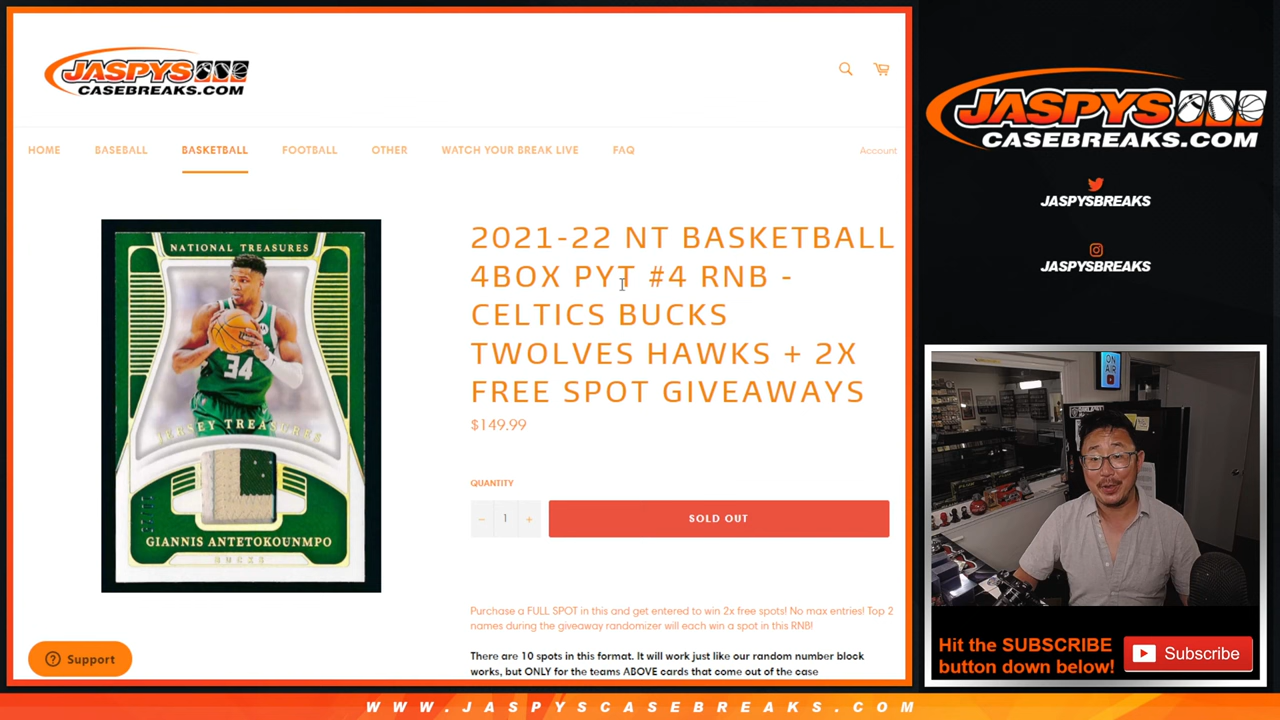 JASPYS
CASEBREAKS.COM
HOME
BASEBALL
BASKETBALL
FOOTBALL
OTHER
WATCH YOUR BREAK LIVE
FAQ
Account
NATIONAL TREASURES
34
JERSEY TREASURES
GIANNIS ANTETOKOUNMPO
BUCKS
2021-22 NT BASKETBALL
4BOX PYT #4 RNB -
CELTICS BUCKS
TWOLVES HAWKS + 2X
FREE SPOT GIVEAWAYS
$149.99
QUANTITY
− 1 +
SOLD OUT
Purchase a FULL SPOT in this and get entered to win 2x free spots! No max entries! Top 2
names during the giveaway randomizer will each win a spot in this RNB!
There are 10 spots in this format. It will work just like our random number block
works, but ONLY for the teams ABOVE cards that come out of the case
Support
JASPYS
CASEBREAKS.COM
JASPYSBREAKS
JASPYSBREAKS
ON
AIR
Hit the SUBSCRIBE
button down below!
Subscribe
WWW.JASPYSCASEBREAKS.COM